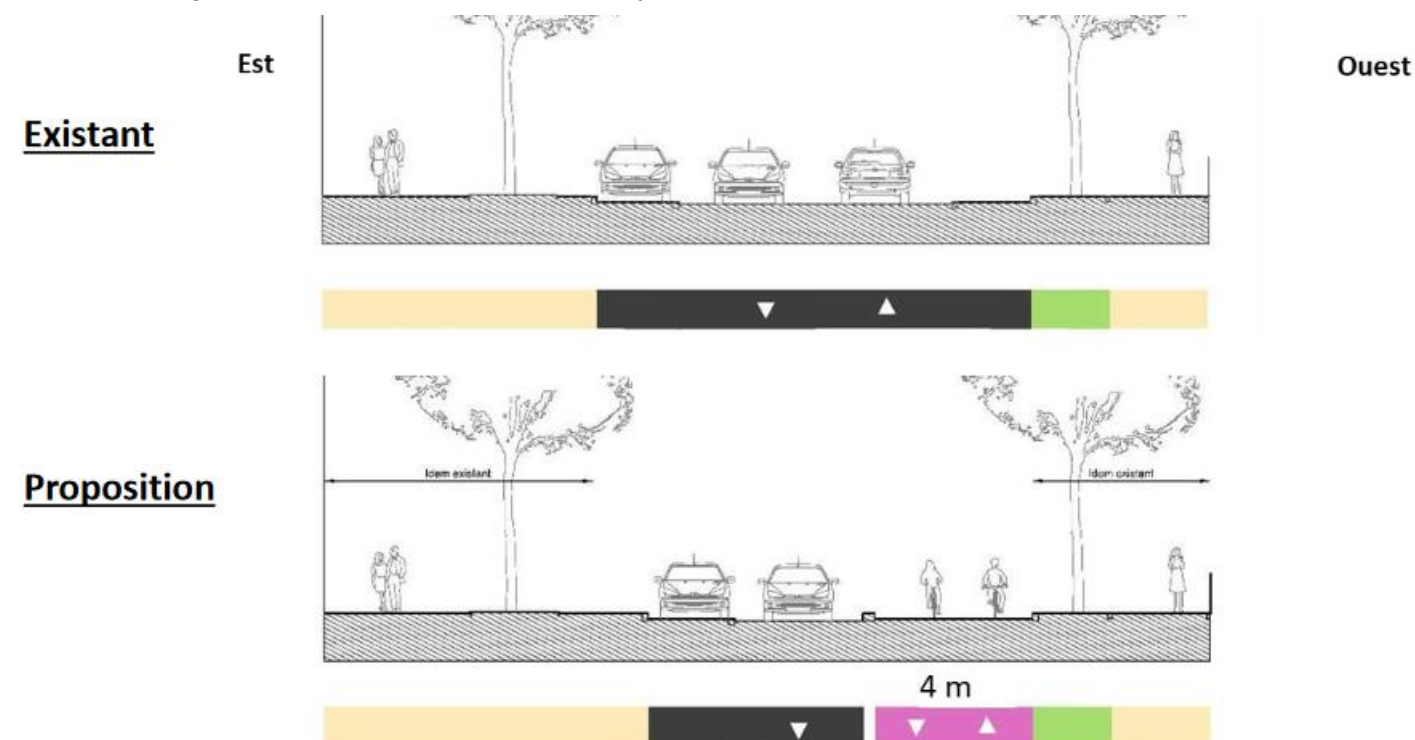 Est
Ouest
Existant
Proposition
Idem existant
Idem existant
4 m